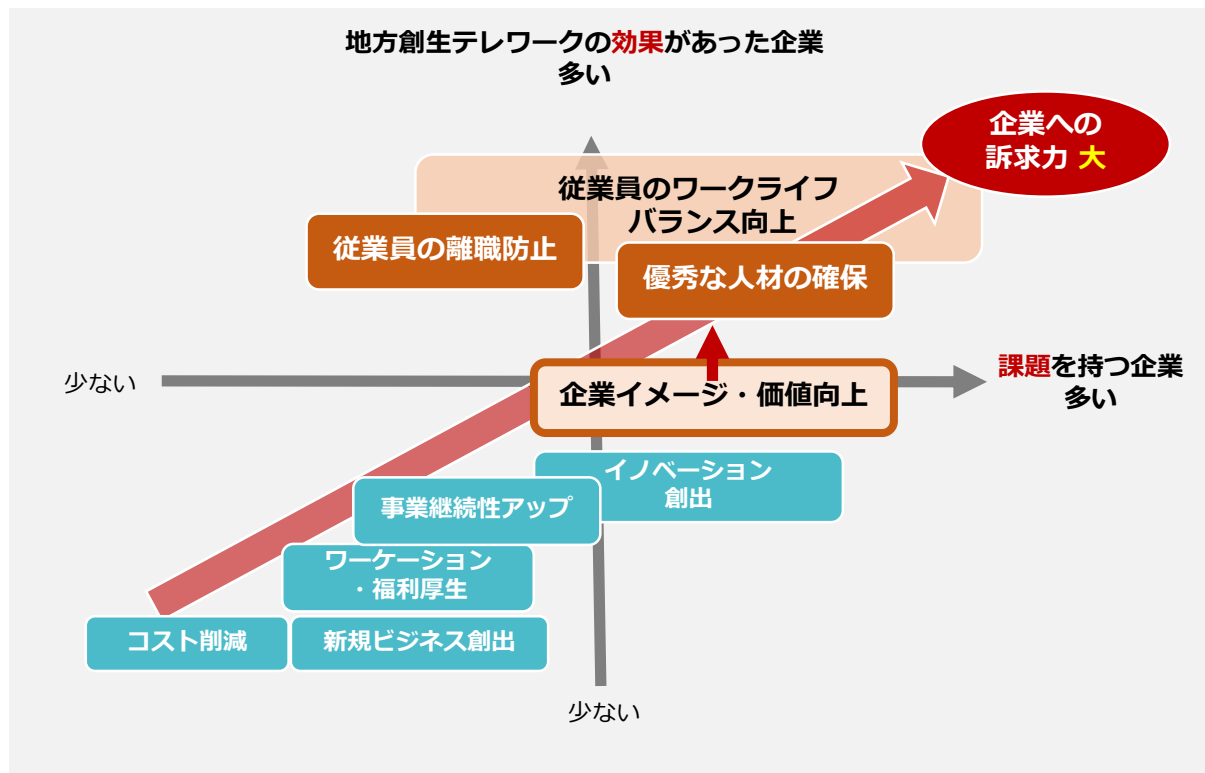 地方創生テレワークの効果があった企業
多い
企業への
訴求力 大
従業員のワークライフ
バランス向上
従業員の離職防止
優秀な人材の確保
少ない
課題を持つ企業
多い
企業イメージ・価値向上
イノベーション
創出
事業継続性アップ
ワーケーション
・福利厚生
コスト削減
新規ビジネス創出
少ない